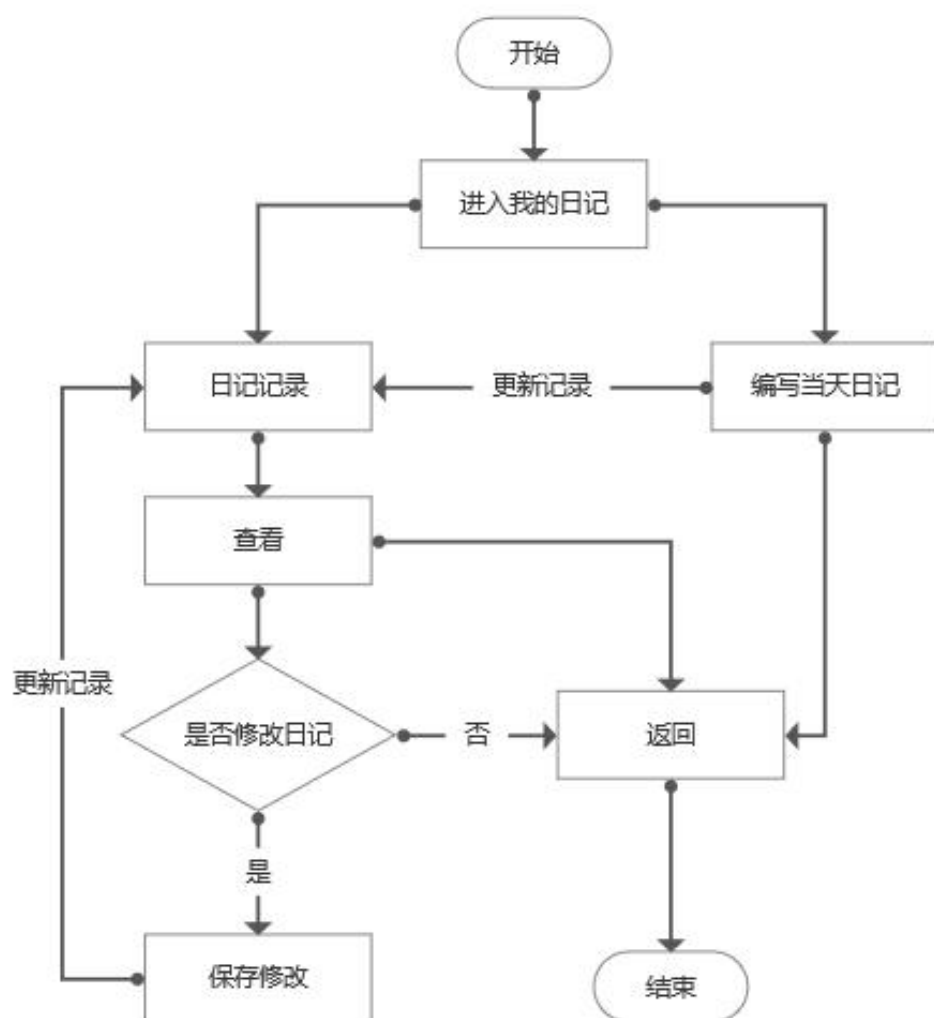 开始
进入我的日记
日记记录
更新记录
编写当天日记
查看
更新记录
是否修改日记
否
返回
是
保存修改
结束